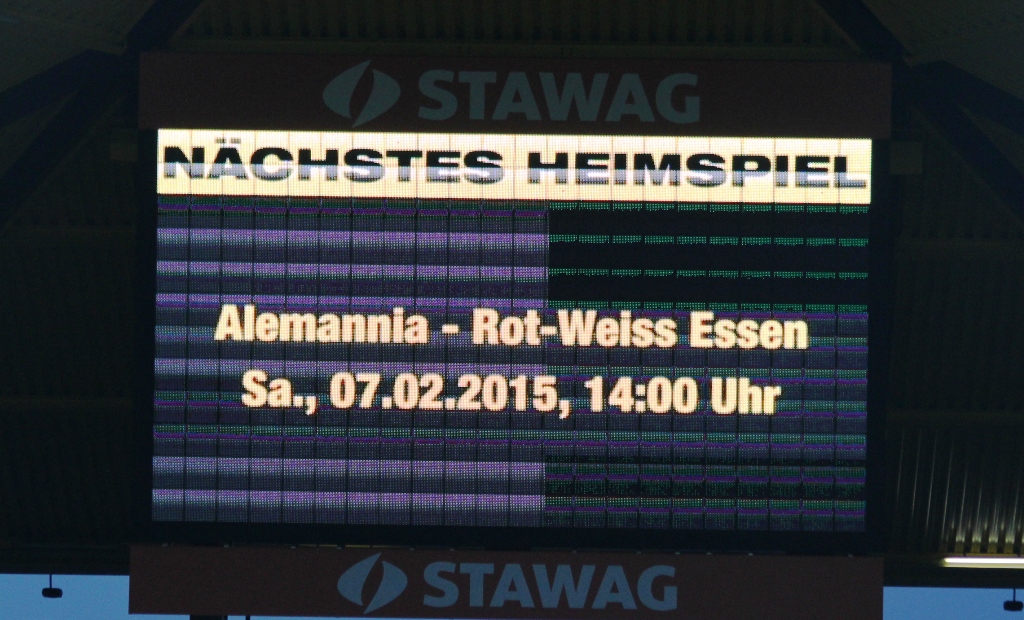 STAWAG
NÄCHSTES HEIMSPIEL
Alemannia - Rot-Weiss Essen
Sa., 07.02.2015, 14:00 Uhr
STAWAG